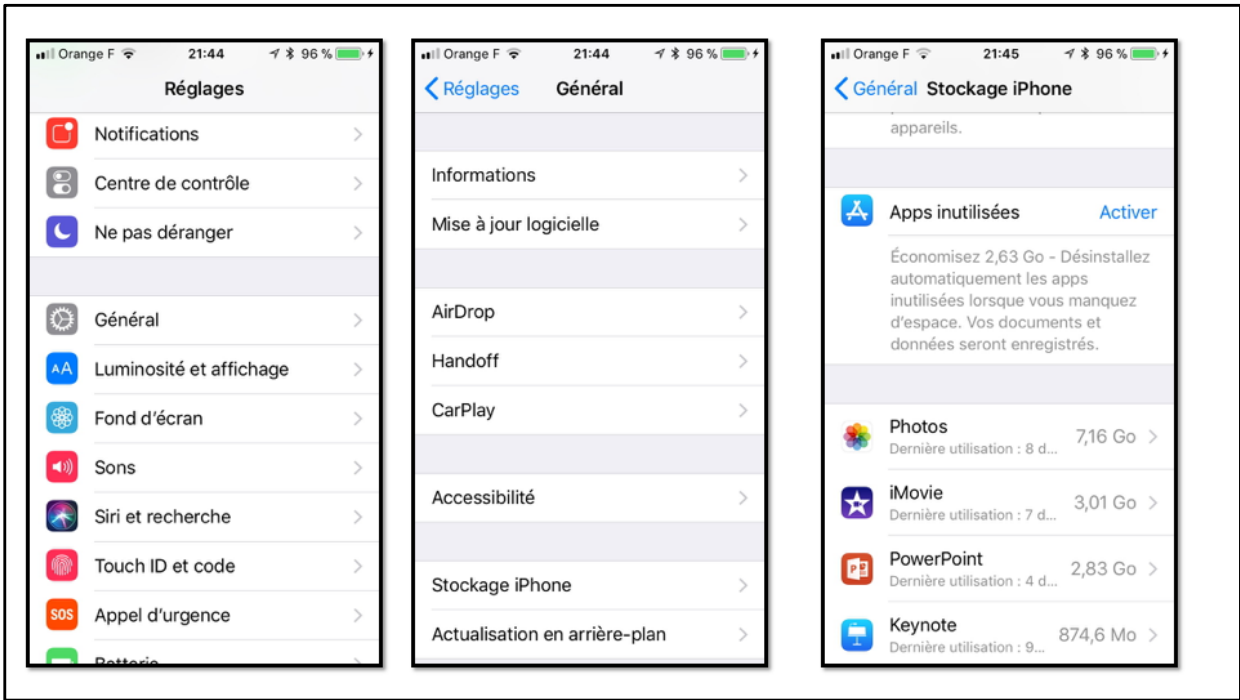 Orange F 21:44 96 %
Réglages
Notifications
Centre de contrôle
Ne pas déranger
Général
AA Luminosité et affichage
Fond d'écran
Sons
Siri et recherche
Touch ID et code
SOS Appel d'urgence
Batterie
Orange F 21:44 96 %
Réglages Général
Informations
Mise à jour logicielle
AirDrop
Handoff
CarPlay
Accessibilité
Stockage iPhone
Actualisation en arrière-plan
Orange F 21:45 96 %
Général Stockage iPhone
appareils.
Apps inutilisées Activer
Économisez 2,63 Go - Désinstallez
automatiquement les apps
inutilisées lorsque vous manquez
d'espace. Vos documents et
données seront enregistrés.
Photos
Dernière utilisation : 8 d... 7,16 Go
iMovie
Dernière utilisation : 7 d... 3,01 Go
PowerPoint
Dernière utilisation : 4 d... 2,83 Go
Keynote
Dernière utilisation : 9... 874,6 Mo